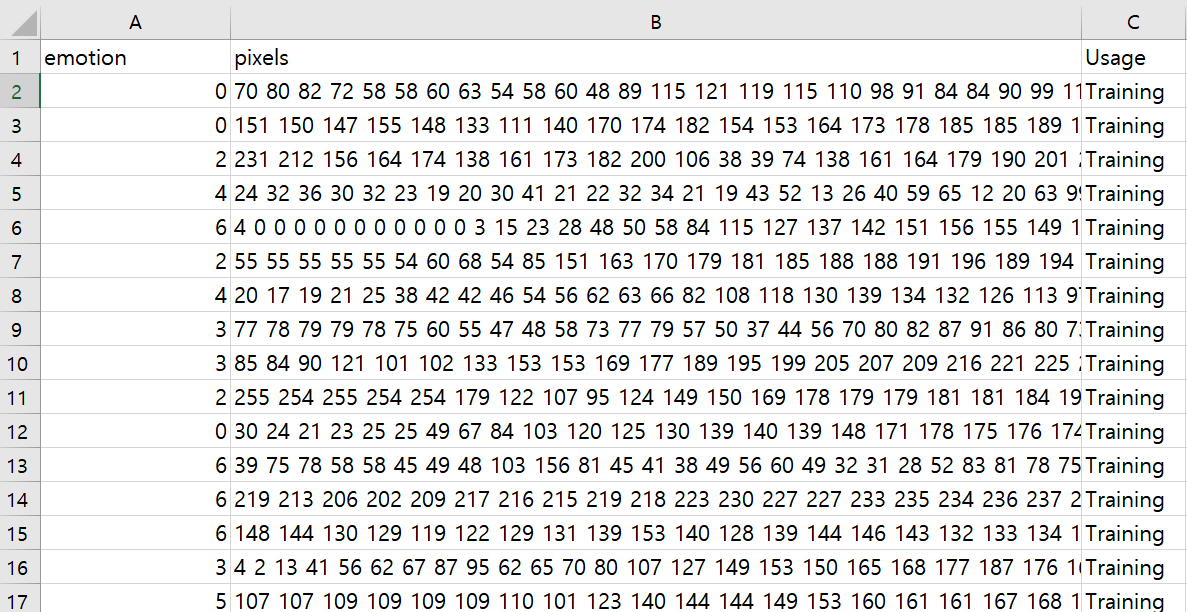 A B C
1 emotion pixels Usage
2 0 70 80 82 72 58 58 60 63 54 58 60 48 89 115 121 119 115 110 98 91 84 84 90 99 Training
3 0 151 150 147 155 148 133 111 140 170 174 182 154 153 164 173 178 185 185 189 Training
4 2 231 212 156 164 174 138 161 173 182 200 106 38 39 74 138 161 164 179 190 201 Training
5 4 24 32 36 30 32 23 19 20 30 41 21 22 32 34 21 19 43 52 13 26 40 59 65 12 20 63 Training
6 6 4 0 0 0 0 0 0 0 0 0 0 0 3 15 23 28 48 50 58 84 115 127 137 142 151 156 155 149 Training
7 2 55 55 55 55 55 54 60 68 54 85 151 163 170 179 181 185 188 188 191 196 189 194 Training
8 4 20 17 19 21 25 38 42 42 46 54 56 62 63 66 82 108 118 130 139 134 132 126 113 Training
9 3 77 78 79 79 78 75 60 55 47 48 58 73 77 79 57 50 37 44 56 70 80 82 87 91 86 80 Training
10 3 85 84 90 121 101 102 133 153 153 169 177 189 195 199 205 207 209 216 221 225 Training
11 2 255 254 255 254 254 179 122 107 95 124 149 150 169 178 179 179 181 181 184 Training
12 0 30 24 21 23 25 25 49 67 84 103 120 125 130 139 140 139 148 171 178 175 176 Training
13 6 39 75 78 58 58 45 49 48 103 156 81 45 41 38 49 56 60 49 32 31 28 52 83 81 78 75 Training
14 6 219 213 206 202 209 217 216 215 219 218 223 230 227 227 233 235 234 236 237 Training
15 6 148 144 130 129 119 122 129 131 139 153 140 128 139 144 146 143 132 133 134 Training
16 3 4 2 13 41 56 62 67 87 95 62 65 70 80 107 127 149 153 150 165 168 177 187 176 Training
17 5 107 107 109 109 109 109 110 101 123 140 144 144 149 153 160 161 161 167 168 Training